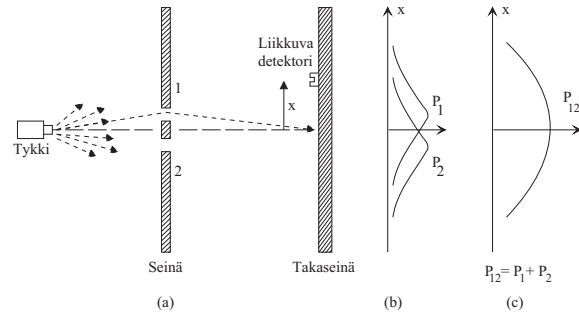 Tykki
1
2
Seinä
(a)
Liikkuva
detektori
x
Takaseinä
x
P1
P2
(b)
x
P12
P12= P1 + P2
(c)